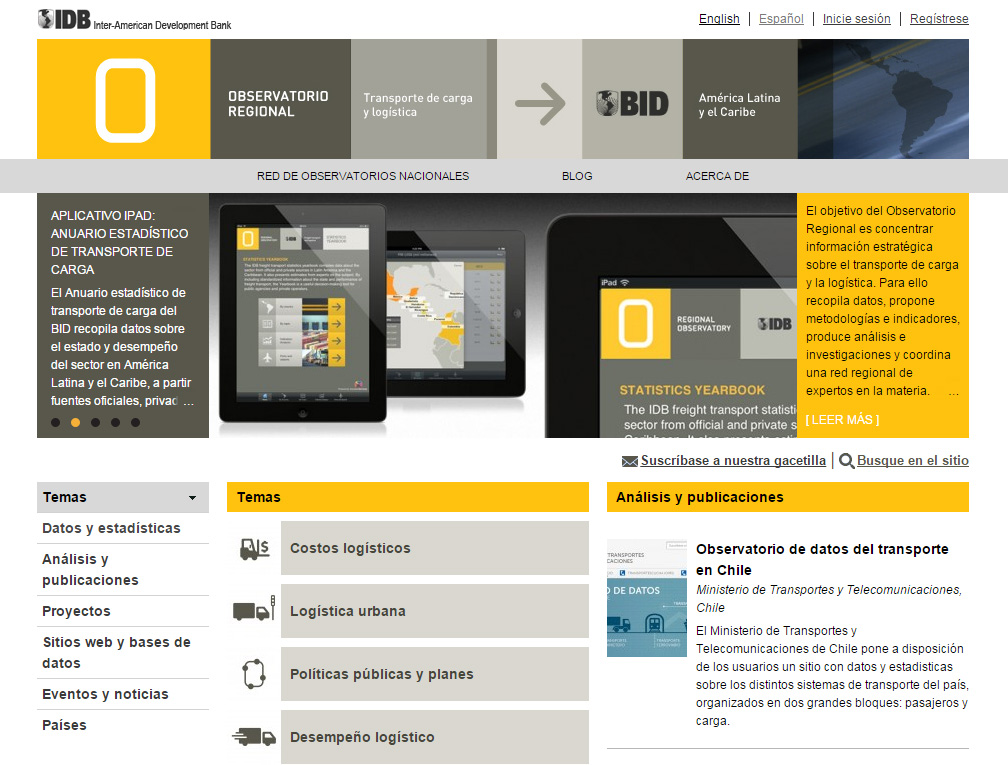 IDB Inter-American Development Bank
English | Español | Inicie sesión | Regístrese
OBSERVATORIO
REGIONAL
Transporte de carga
y logística
BID
América Latina
y el Caribe
RED DE OBSERVATORIOS NACIONALES
BLOG
ACERCA DE
APLICATIVO IPAD:
ANUARIO ESTADÍSTICO
DE TRANSPORTE DE
CARGA
El Anuario estadístico de
transporte de carga del
BID recopila datos sobre
el estado y desempeño
del sector en América
Latina y el Caribe, a partir
fuentes oficiales, privad ...
STATISTICS YEARBOOK
iPad
REGIONAL
OBSERVATORY
IDB
STATISTICS YEARBOOK
The IDB freight transport statisti
sector from official and private s
El objetivo del Observatorio
Regional es concentrar
información estratégica
sobre el transporte de carga
y la logística. Para ello
recopila datos, propone
metodologías e indicadores,
produce análisis e
investigaciones y coordina
una red regional de
expertos en la materia. ...
[ LEER MÁS ]
Suscríbase a nuestra gacetilla | Busque en el sitio
Temas
Datos y estadísticas
Análisis y
publicaciones
Proyectos
Sitios web y bases de
datos
Eventos y noticias
Países
Temas
Costos logísticos
Logística urbana
Políticas públicas y planes
Desempeño logístico
Análisis y publicaciones
TRANSPORTES
CACIONES
O DE DATOS
Observatorio de datos del transporte
en Chile
Ministerio de Transportes y Telecomunicaciones,
Chile
El Ministerio de Transportes y
Telecomunicaciones de Chile pone a disposición
de los usuarios un sitio con datos y estadisticas
sobre los distintos sistemas de transporte del país,
organizados en dos grandes bloques: pasajeros y
carga.